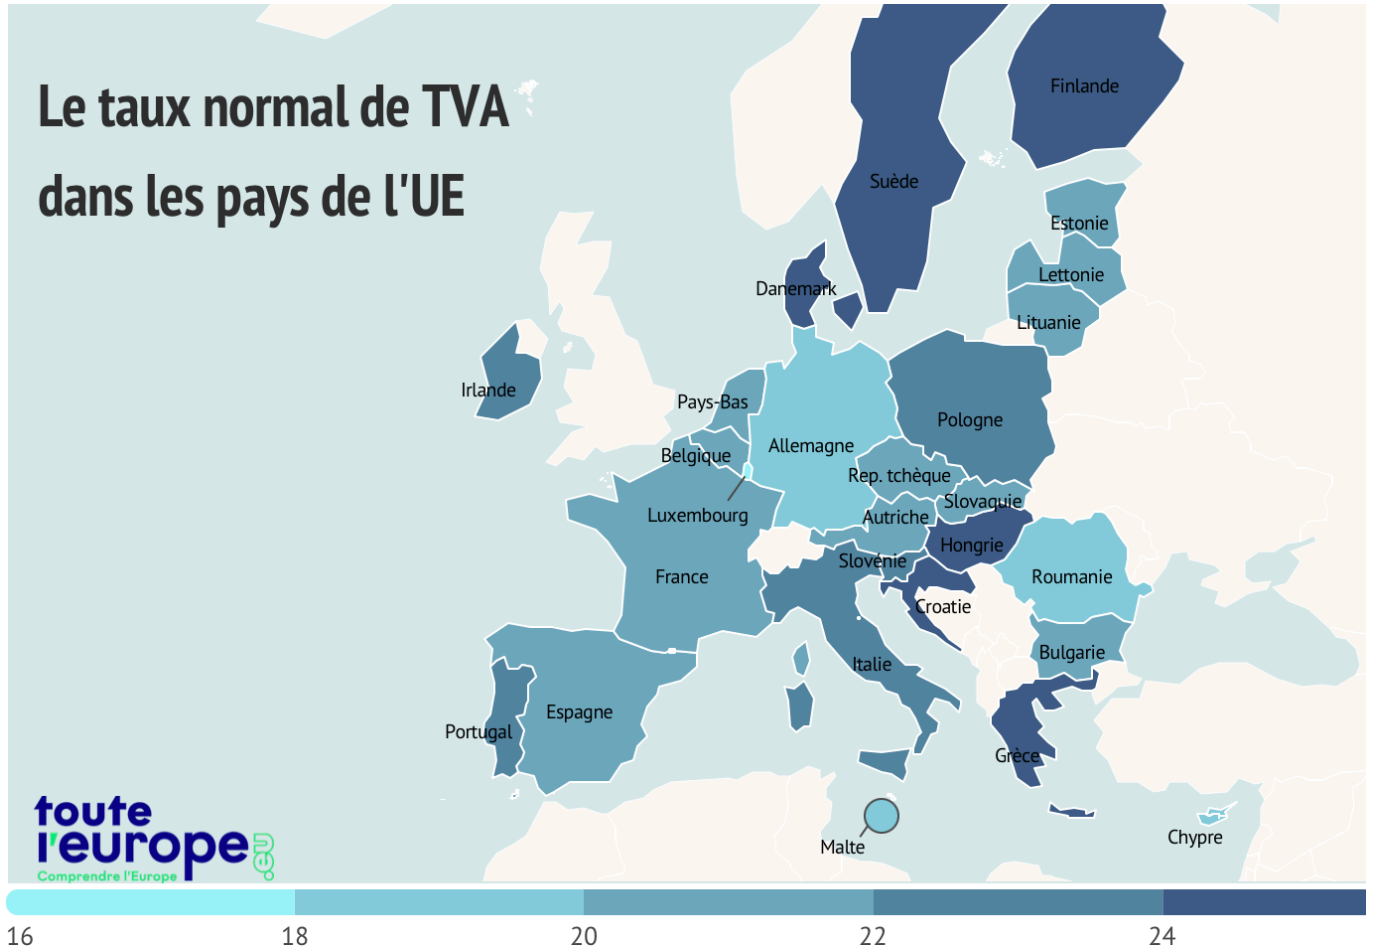 Le taux normal de TVA
dans les pays de l'UE
Finlande
Suède
Estonie
Lettonie
Lituanie
Danemark
Irlande
Pays-Bas
Pologne
Allemagne
Belgique
Rep. tchèque
Slovaquie
Luxembourg
Autriche
Hongrie
Slovénie
France
Roumanie
Croatie
Bulgarie
Italie
Espagne
Portugal
Grèce
Malte
Chypre
toute
l'europe
.eu
Comprendre l'Europe
16 18 20 22 24